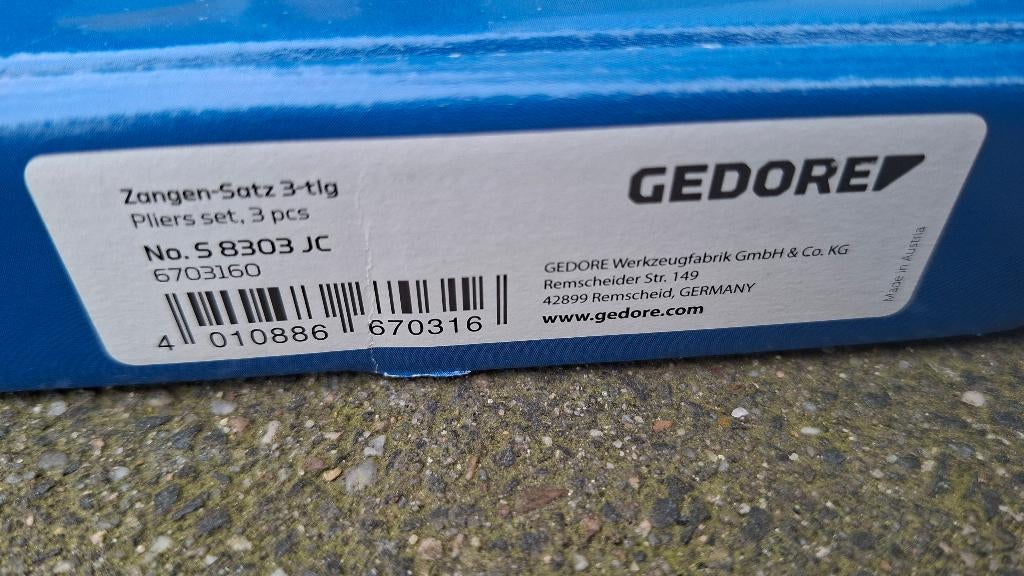 Zangen-Satz 3-tlg
Pliers set, 3 pcs
No. S 8303 JC
6703160
4 010886 670316
GEDORE
GEDORE Werkzeugfabrik GmbH & Co. KG
Remscheider Str. 149
42899 Remscheid, GERMANY
www.gedore.com
Made in Austria